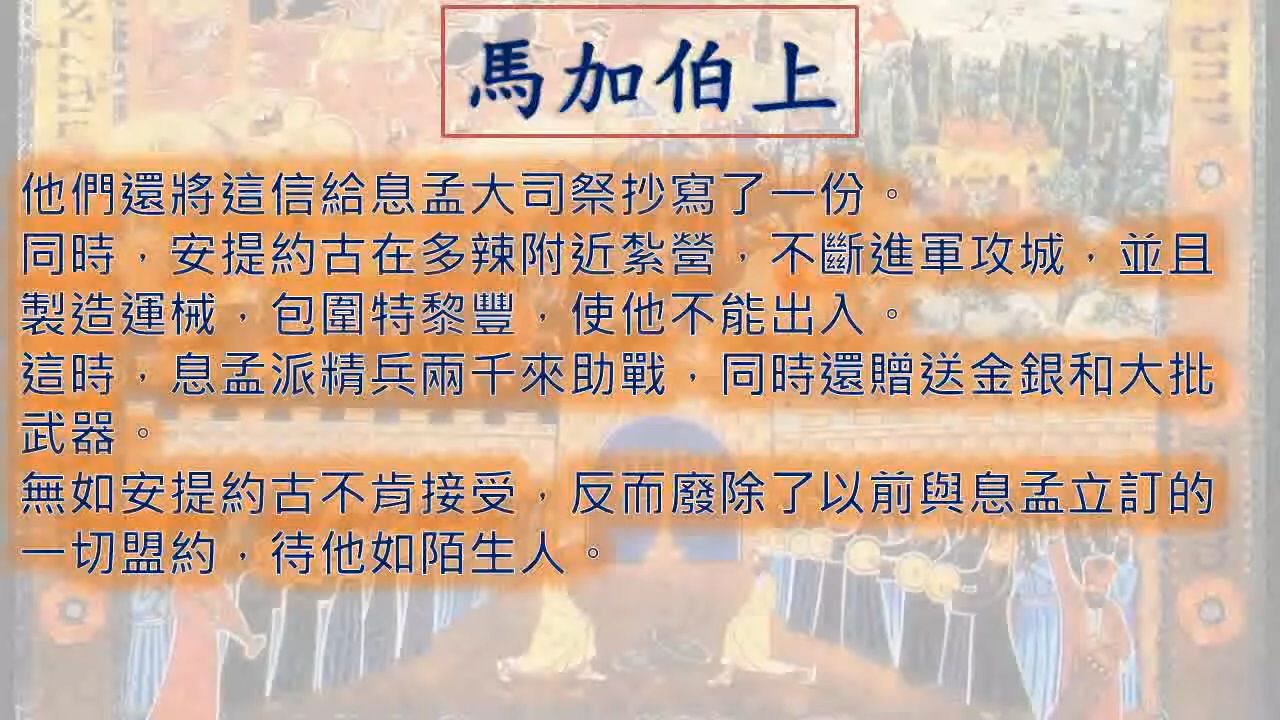 馬加伯上
他們還將這信給息孟大司祭抄寫了一份。
同時，安提約古在多辣附近紮營，不斷進軍攻城，並且
製造運械，包圍特黎豐，使他不能出入。
這時，息孟派精兵兩千來助戰，同時還贈送金銀和大批
武器。
無如安提約古不肯接受，反而廢除了以前與息孟立訂的
一切盟約，待他如陌生人。